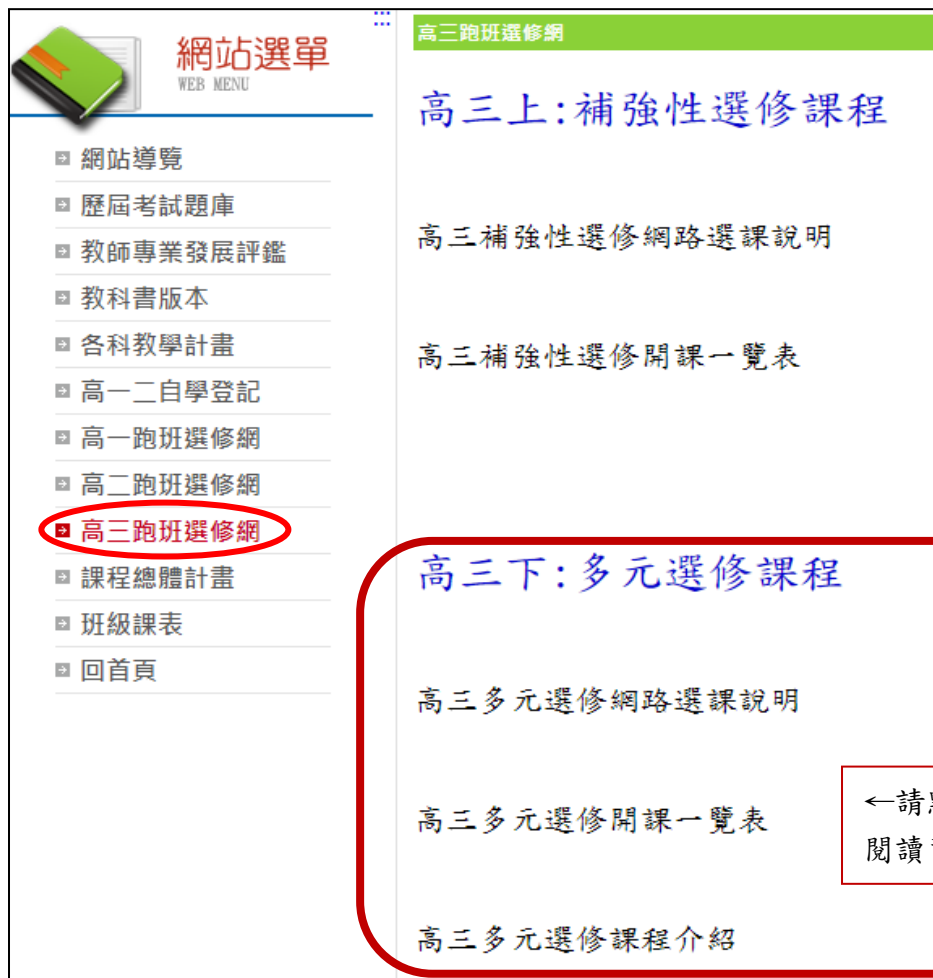 網站選單
WEB MENU
網站導覽
歷屆考試題庫
教師專業發展評鑑
教科書版本
各科教學計畫
高一二自學登記
高一跑班選修網
高二跑班選修網
高三跑班選修網
課程總體計畫
班級課表
回首頁
高三跑班選修網
高三上:補強性選修課程
高三補強性選修網路選課說明
高三補強性選修開課一覽表
高三下:多元選修課程
高三多元選修網路選課說明
高三多元選修開課一覽表
←請
閱讀
高三多元選修課程介紹